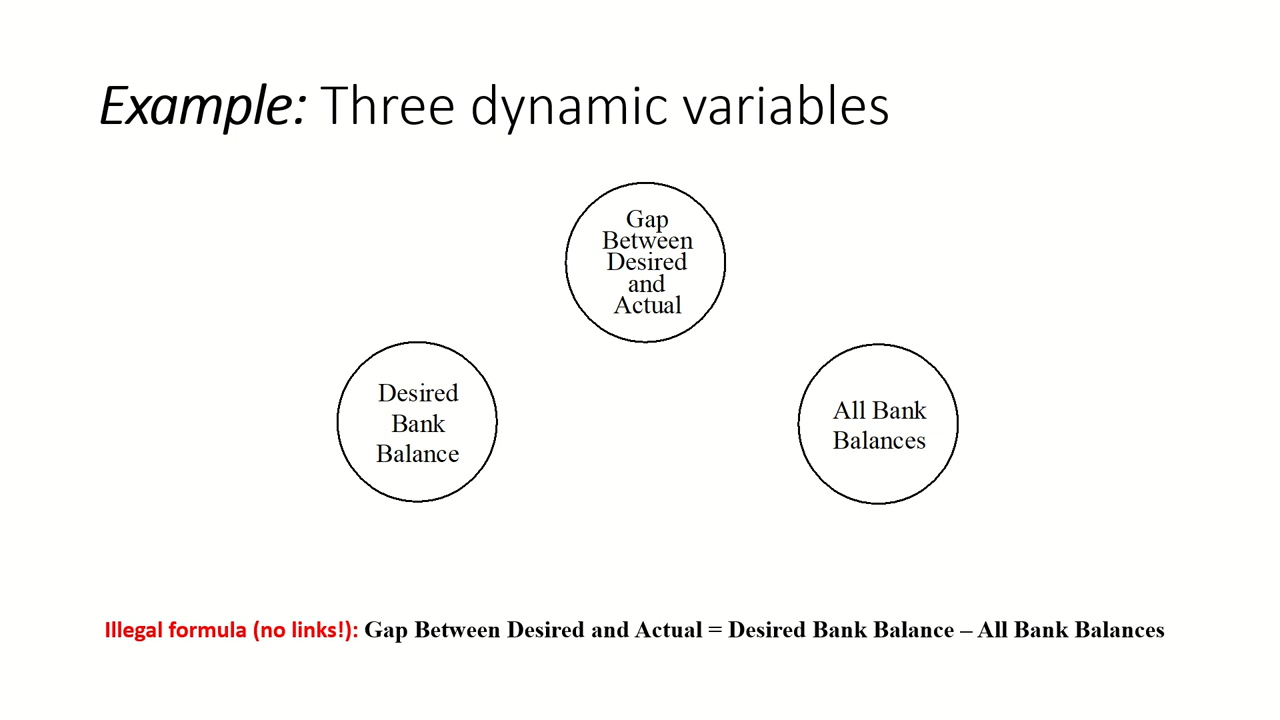 Example: Three dynamic variables
Gap
Between
Desired
and
Actual
Desired
Bank
Balance
All Bank
Balances
Illegal formula (no links!): Gap Between Desired and Actual = Desired Bank Balance – All Bank Balances